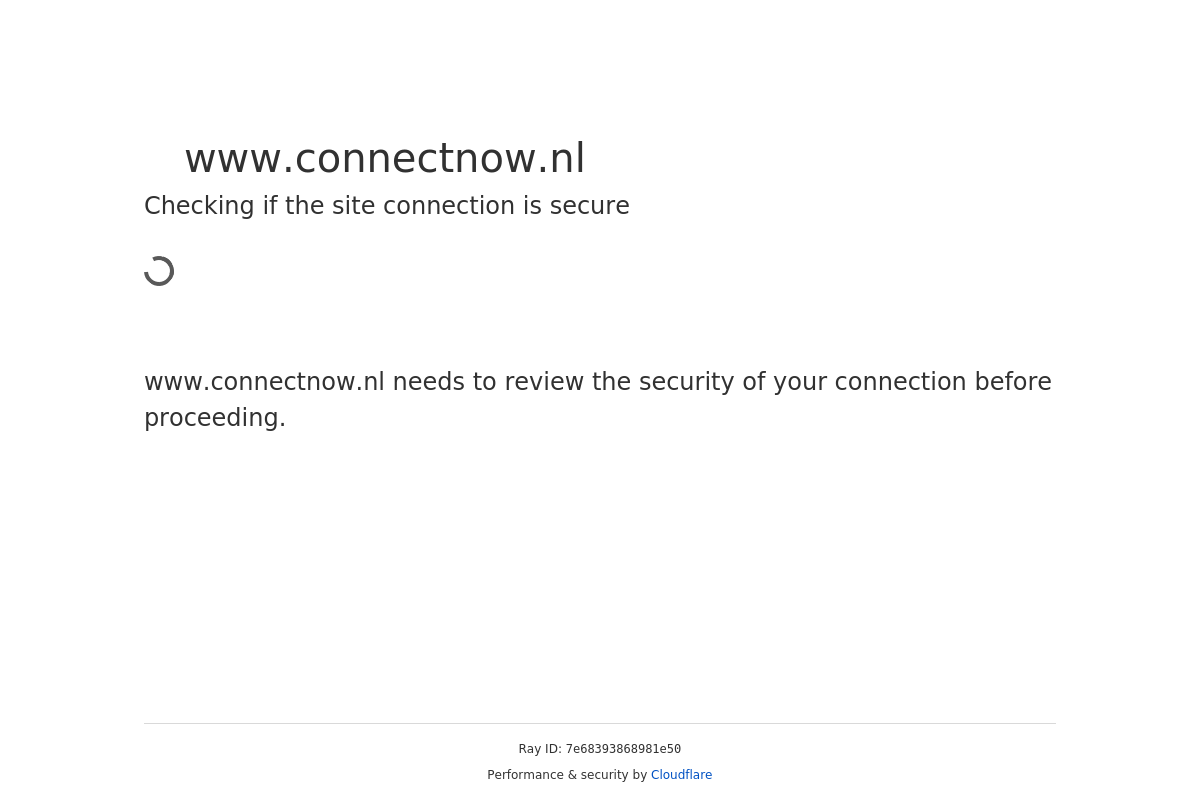 www.connectnow.nl
Checking if the site connection is secure
www.connectnow.nl needs to review the security of your connection before
proceeding.
Ray ID: 7e68393868981e50
Performance & security by Cloudflare